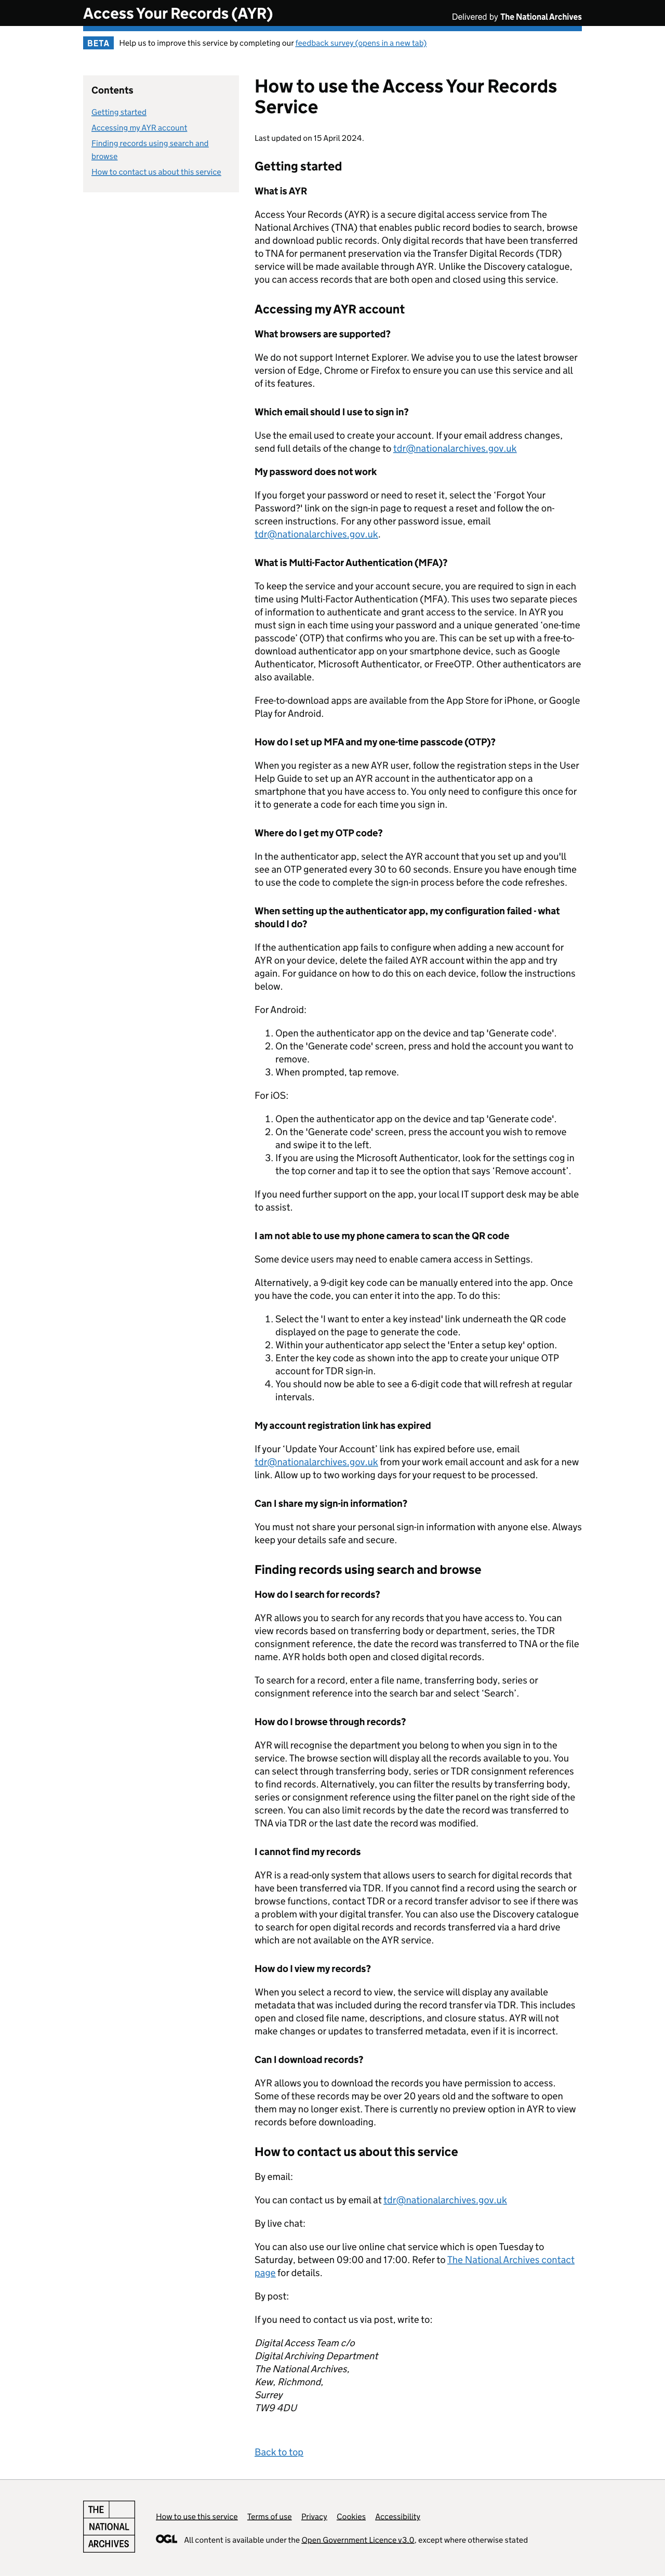 Access Your Records (AYR)
Delivered by The National Archives
BETA Help us to improve this service by completing our feedback survey (opens in a new tab)
Contents
Getting started
Accessing my AYR account
Finding records using search and
browse
How to contact us about this service
How to use the Access Your Records
Service
Last updated on 15 April 2024.
Getting started
What is AYR
Access Your Records (AYR) is a secure digital access service from The
National Archives (TNA) that enables public record bodies to search, browse
and download public records. Only digital records that have been transferred
to TNA for permanent preservation via the Transfer Digital Records (TDR)
service will be made available through AYR. Unlike the Discovery catalogue,
you can access records that are both open and closed using this service.
Accessing my AYR account
What browsers are supported?
We do not support Internet Explorer. We advise you to use the latest browser
version of Edge, Chrome or Firefox to ensure you can use this service and all
of its features.
Which email should I use to sign in?
Use the email used to create your account. If your email address changes,
send full details of the change to tdr@nationalarchives.gov.uk
My password does not work
If you forget your password or need to reset it, select the ‘Forgot Your
Password?' link on the sign-in page to request a reset and follow the on-
screen instructions. For any other password issue, email
tdr@nationalarchives.gov.uk.
What is Multi-Factor Authentication (MFA)?
To keep the service and your account secure, you are required to sign in each
time using Multi-Factor Authentication (MFA). This uses two separate pieces
of information to authenticate and grant access to the service. In AYR you
must sign in each time using your password and a unique generated ‘one-time
passcode’ (OTP) that confirms who you are. This can be set up with a free-to-
download authenticator app on your smartphone device, such as Google
Authenticator, Microsoft Authenticator, or FreeOTP. Other authenticators are
also available.
Free-to-download apps are available from the App Store for iPhone, or Google
Play for Android.
How do I set up MFA and my one-time passcode (OTP)?
When you register as a new AYR user, follow the registration steps in the User
Help Guide to set up an AYR account in the authenticator app on a
smartphone that you have access to. You only need to configure this once for
it to generate a code for each time you sign in.
Where do I get my OTP code?
In the authenticator app, select the AYR account that you set up and you'll
see an OTP generated every 30 to 60 seconds. Ensure you have enough time
to use the code to complete the sign-in process before the code refreshes.
When setting up the authenticator app, my configuration failed - what
should I do?
If the authentication app fails to configure when adding a new account for
AYR on your device, delete the failed AYR account within the app and try
again. For guidance on how to do this on each device, follow the instructions
below.
For Android:
1. Open the authenticator app on the device and tap 'Generate code'.
2. On the 'Generate code' screen, press and hold the account you want to
remove.
3. When prompted, tap remove.
For iOS:
1. Open the authenticator app on the device and tap 'Generate code'.
2. On the 'Generate code' screen, press the account you wish to remove
and swipe it to the left.
3. If you are using the Microsoft Authenticator, look for the settings cog in
the top corner and tap it to see the option that says ‘Remove account’.
If you need further support on the app, your local IT support desk may be able
to assist.
I am not able to use my phone camera to scan the QR code
Some device users may need to enable camera access in Settings.
Alternatively, a 9-digit key code can be manually entered into the app. Once
you have the code, you can enter it into the app. To do this:
1. Select the 'I want to enter a key instead' link underneath the QR code
displayed on the page to generate the code.
2. Within your authenticator app select the 'Enter a setup key' option.
3. Enter the key code as shown into the app to create your unique OTP
account for TDR sign-in.
4. You should now be able to see a 6-digit code that will refresh at regular
intervals.
My account registration link has expired
If your ‘Update Your Account’ link has expired before use, email
tdr@nationalarchives.gov.uk from your work email account and ask for a new
link. Allow up to two working days for your request to be processed.
Can I share my sign-in information?
You must not share your personal sign-in information with anyone else. Always
keep your details safe and secure.
Finding records using search and browse
How do I search for records?
AYR allows you to search for any records that you have access to. You can
view records based on transferring body or department, series, the TDR
consignment reference, the date the record was transferred to TNA or the file
name. AYR holds both open and closed digital records.
To search for a record, enter a file name, transferring body, series or
consignment reference into the search bar and select ‘Search’.
How do I browse through records?
AYR will recognise the department you belong to when you sign in to the
service. The browse section will display all the records available to you. You
can select through transferring body, series or TDR consignment references
to find records. Alternatively, you can filter the results by transferring body,
series or consignment reference using the filter panel on the right side of the
screen. You can also limit records by the date the record was transferred to
TNA via TDR or the last date the record was modified.
I cannot find my records
AYR is a read-only system that allows users to search for digital records that
have been transferred via TDR. If you cannot find a record using the search or
browse functions, contact TDR or a record transfer advisor to see if there was
a problem with your digital transfer. You can also use the Discovery catalogue
to search for open digital records and records transferred via a hard drive
which are not available on the AYR service.
How do I view my records?
When you select a record to view, the service will display any available
metadata that was included during the record transfer via TDR. This includes
open and closed file name, descriptions, and closure status. AYR will not
make changes or updates to transferred metadata, even if it is incorrect.
Can I download records?
AYR allows you to download the records you have permission to access.
Some of these records may be over 20 years old and the software to open
them may no longer exist. There is currently no preview option in AYR to view
records before downloading.
How to contact us about this service
By email:
You can contact us by email at tdr@nationalarchives.gov.uk
By live chat:
You can also use our live online chat service which is open Tuesday to
Saturday, between 09:00 and 17:00. Refer to The National Archives contact
page for details.
By post:
If you need to contact us via post, write to:
Digital Access Team c/o
Digital Archiving Department
The National Archives,
Kew, Richmond,
Surrey
TW9 4DU
Back to top
THE
NATIONAL
ARCHIVES
How to use this service Terms of use Privacy Cookies Accessibility
OGL All content is available under the Open Government Licence v3.0, except where otherwise stated